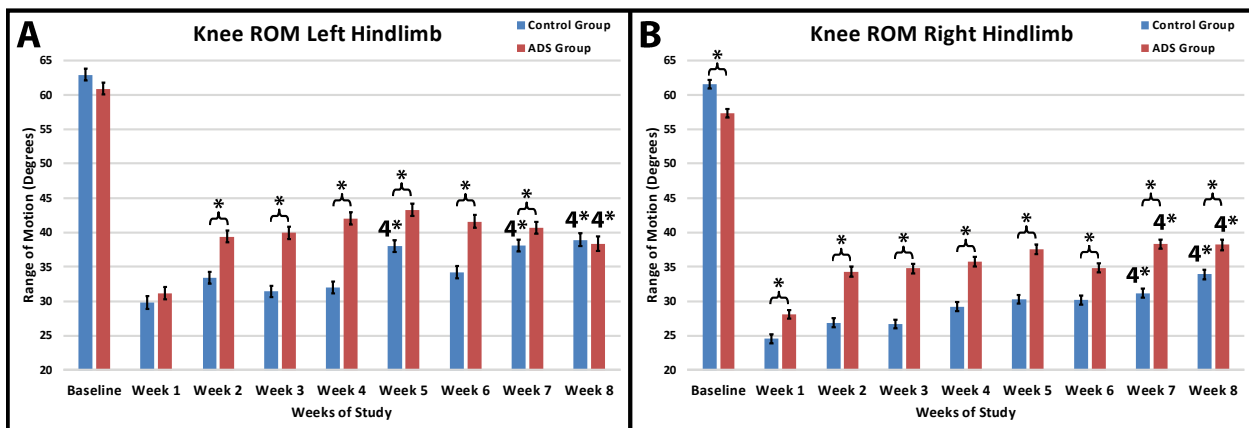 A
Knee ROM Left Hindlimb
Control Group
ADS Group
Range of Motion (Degrees)
65
60
55
50
45
40
35
30
25
20
* * * * * *
4* 4* 4* 4*
Baseline Week 1 Week 2 Week 3 Week 4 Week 5 Week 6 Week 7 Week 8
Weeks of Study
B
Knee ROM Right Hindlimb
Control Group
ADS Group
Range of Motion (Degrees)
65
60
55
50
45
40
35
30
25
20
* * * * * * * * *
4* 4* 4* 4*
Baseline Week 1 Week 2 Week 3 Week 4 Week 5 Week 6 Week 7 Week 8
Weeks of Study